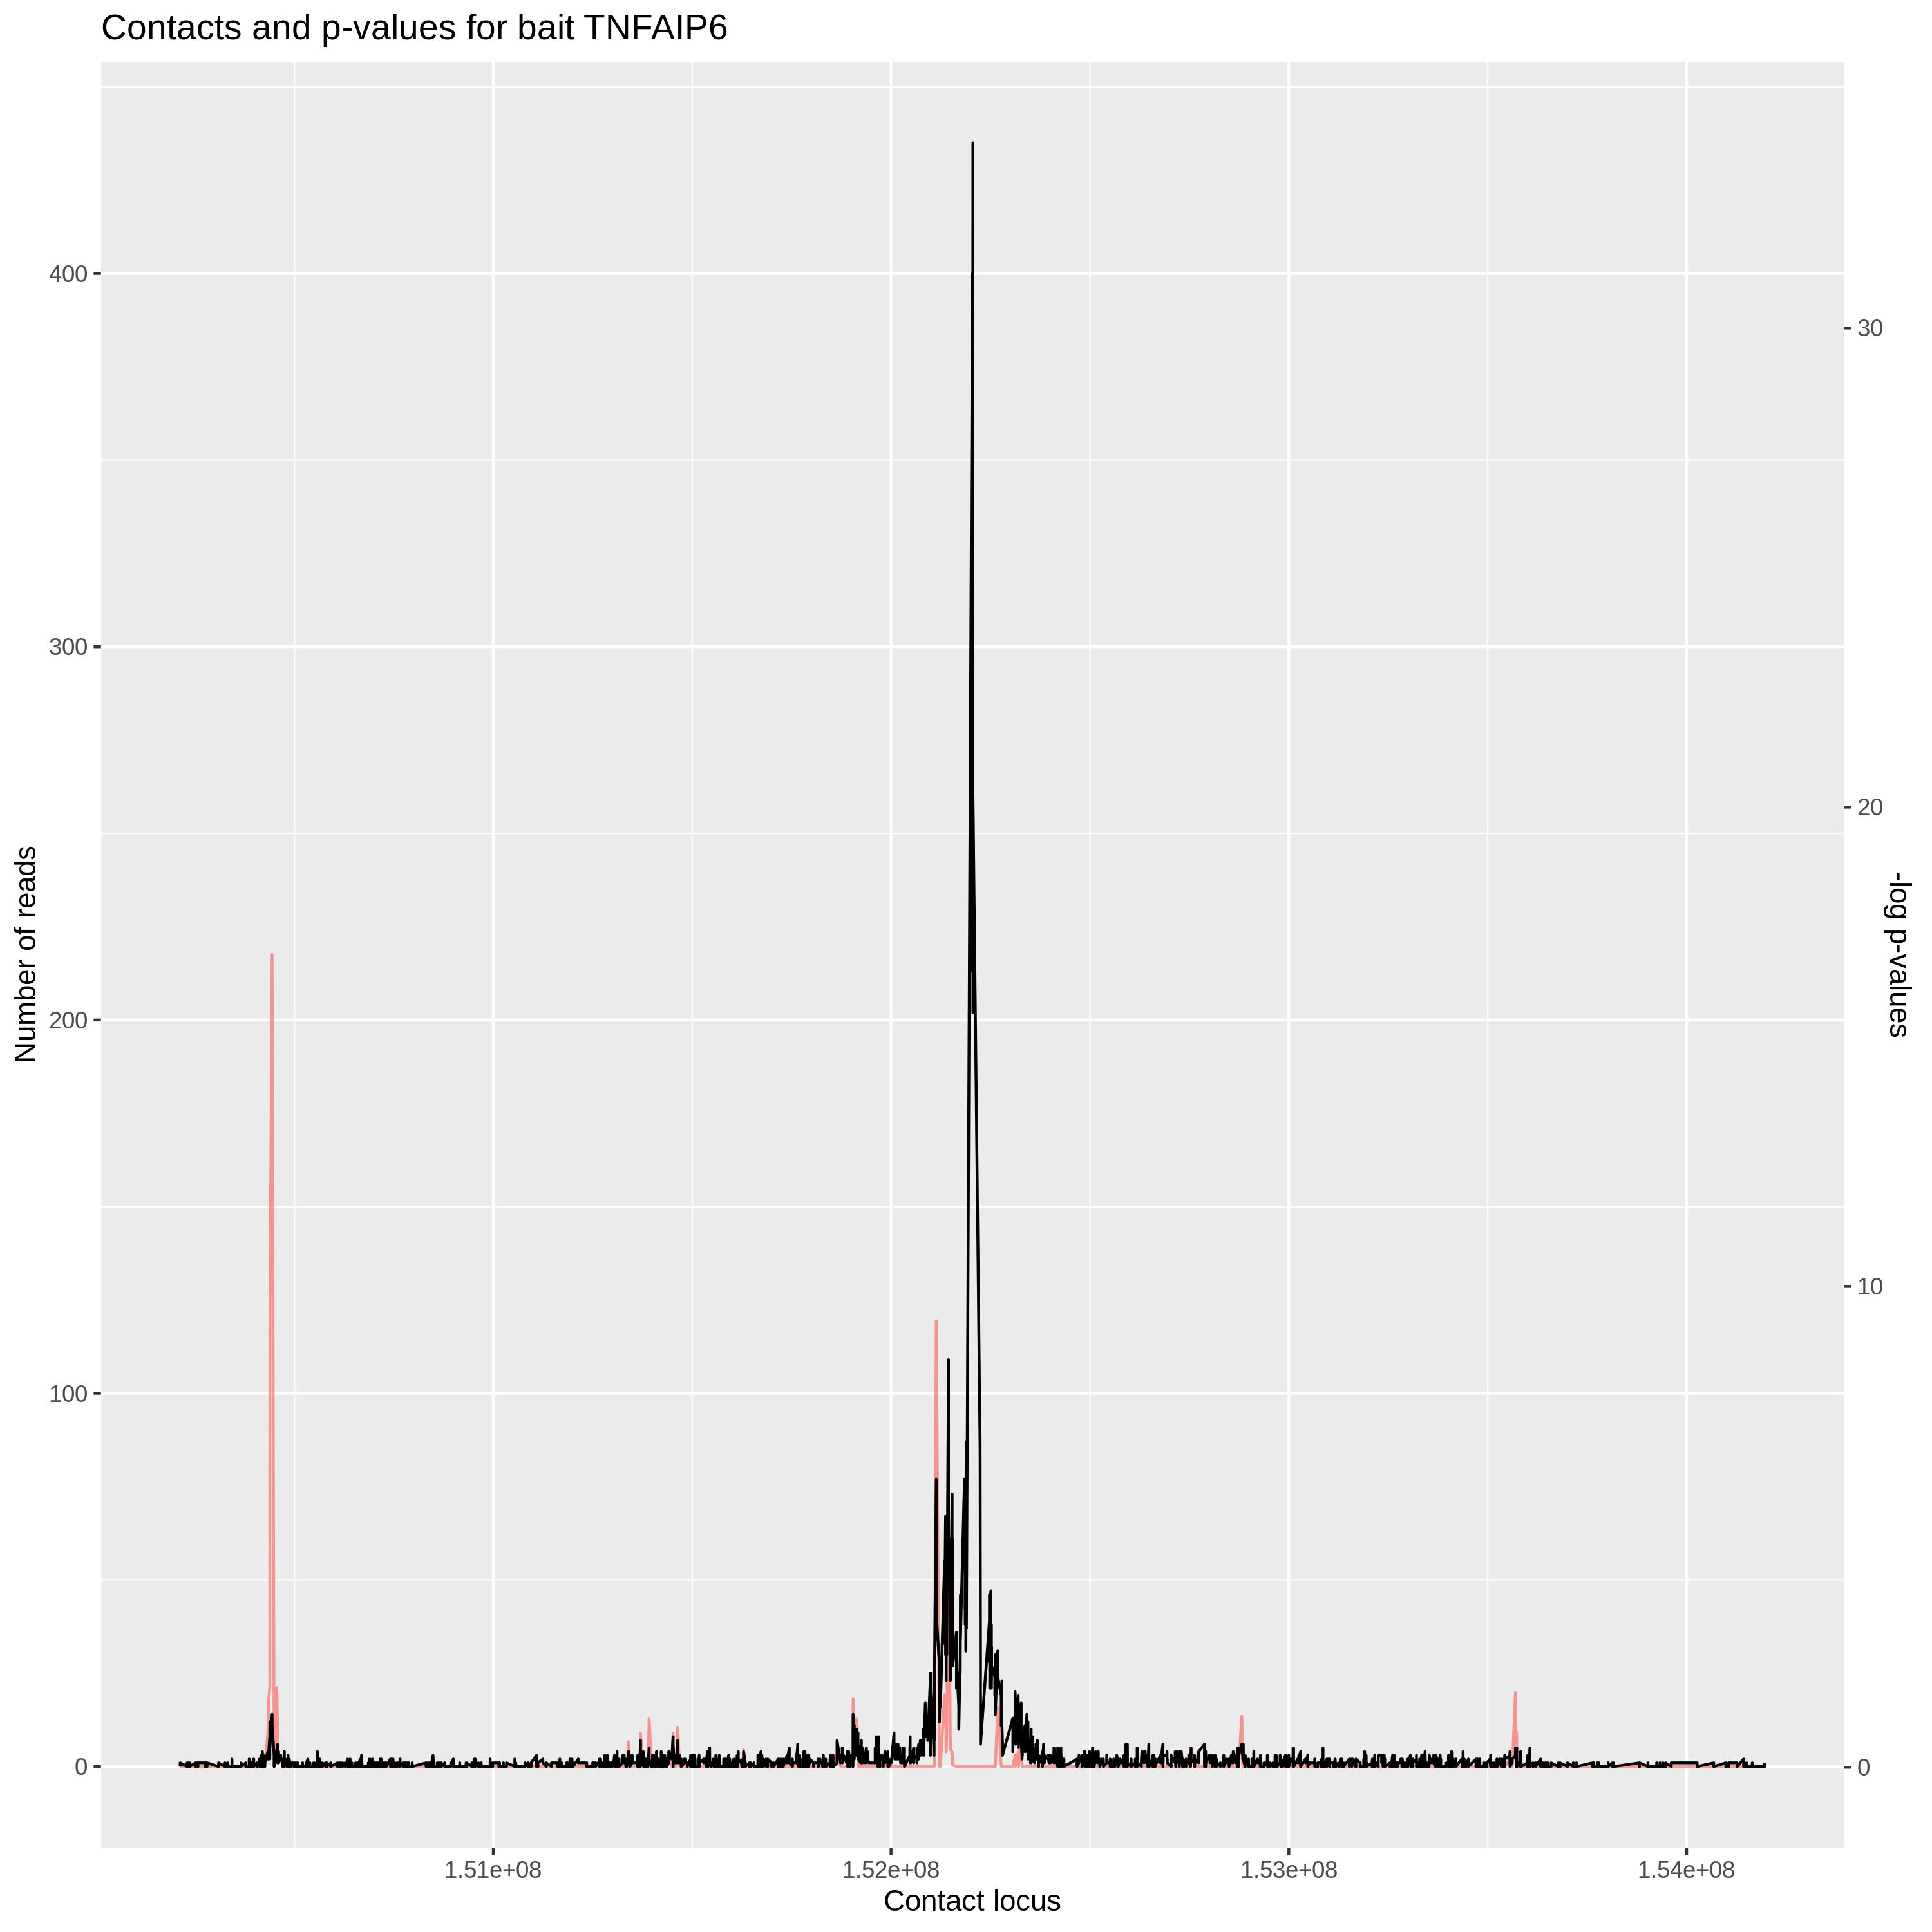 Contacts and p-values for bait TNFAIP6
Number of reads
400
300
200
100
0
-log p-values
30
20
10
0
1.51e+08
1.52e+08
1.53e+08
1.54e+08
Contact locus